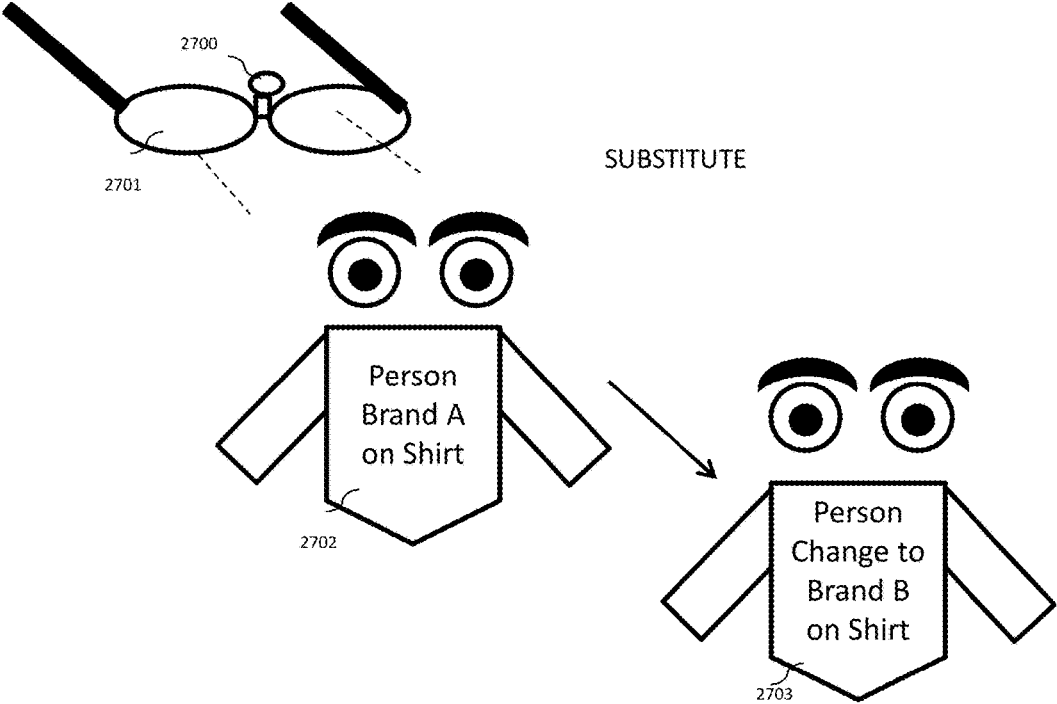 2700
2701
SUBSTITUTE
Person
Brand A
on Shirt
2702
Person
Change to
Brand B
on Shirt
2703